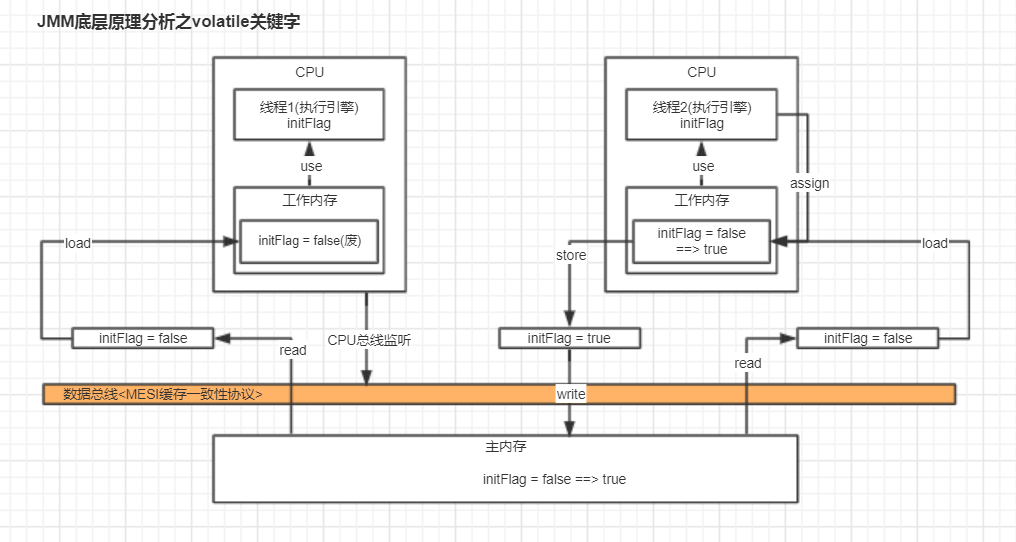 JMM底层原理分析之volatile关键字
CPU
线程1(执行引擎)
initFlag
use
工作内存
initFlag = false(废)
load
initFlag = false
read
CPU总线监听
CPU
线程2(执行引擎)
initFlag
use
assign
工作内存
initFlag = false
==> true
store
load
initFlag = true
initFlag = false
read
数据总线<MESI缓存一致性协议>
write
主内存
initFlag = false ==> true